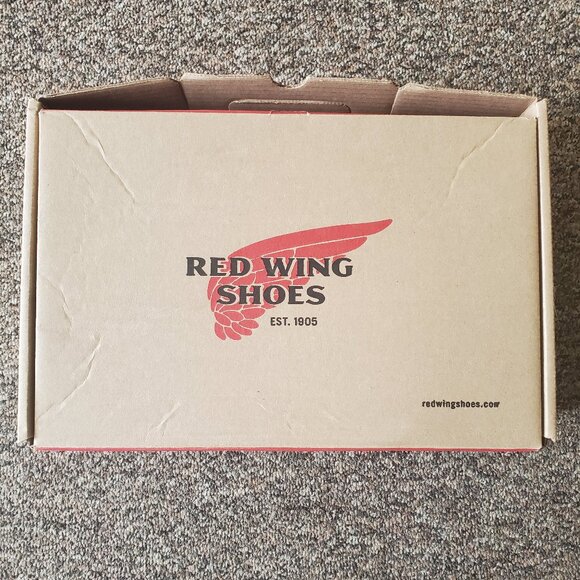 RED WING
SHOES
EST. 1905
redwingshoes.com